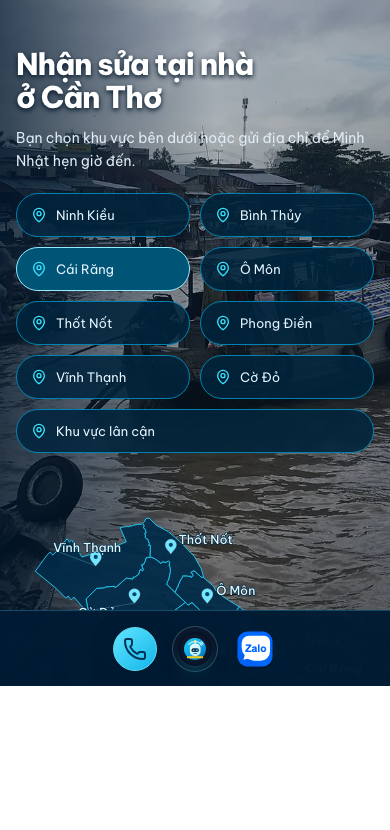 Nhận sửa tại nhà
ở Cần Thơ
Bạn chọn khu vực bên dưới hoặc gửi địa chỉ để Minh
Nhật hẹn giờ đến.
Ninh Kiều
Bình Thủy
Cái Răng
Ô Môn
Thốt Nốt
Phong Điền
Vĩnh Thạnh
Cờ Đỏ
Khu vực lân cận
Thốt Nốt
Vĩnh Thạnh
Ô Môn
Zalo